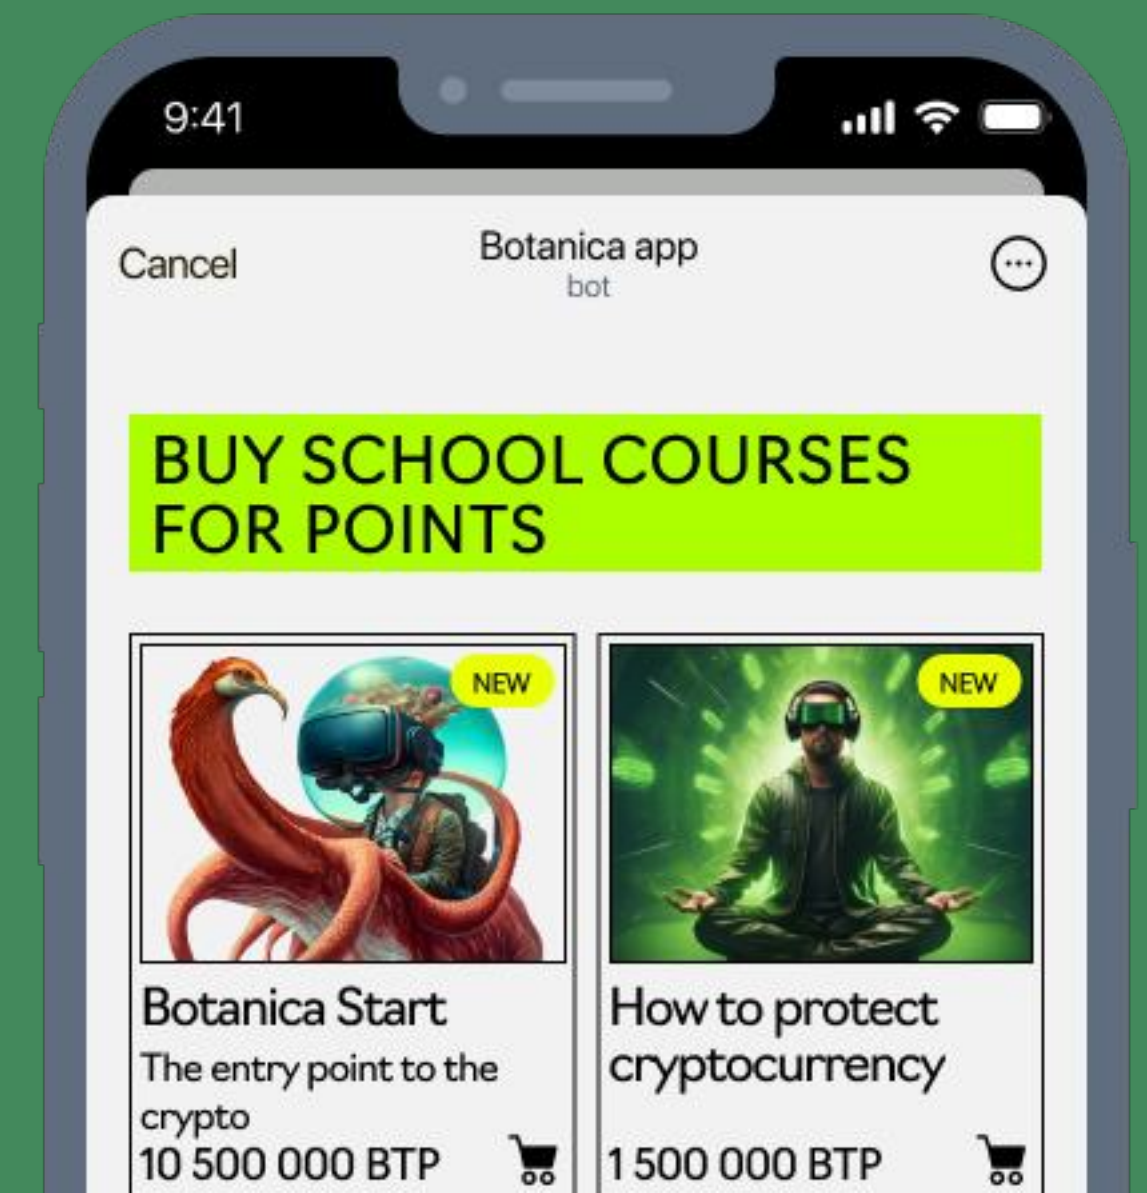 9:41
Cancel
Botanica app
bot
BUY SCHOOL COURSES
FOR POINTS
NEW
NEW
Botanica Start
The entry point to the
crypto
10 500 000 BTP
How to protect
cryptocurrency
1 500 000 BTP